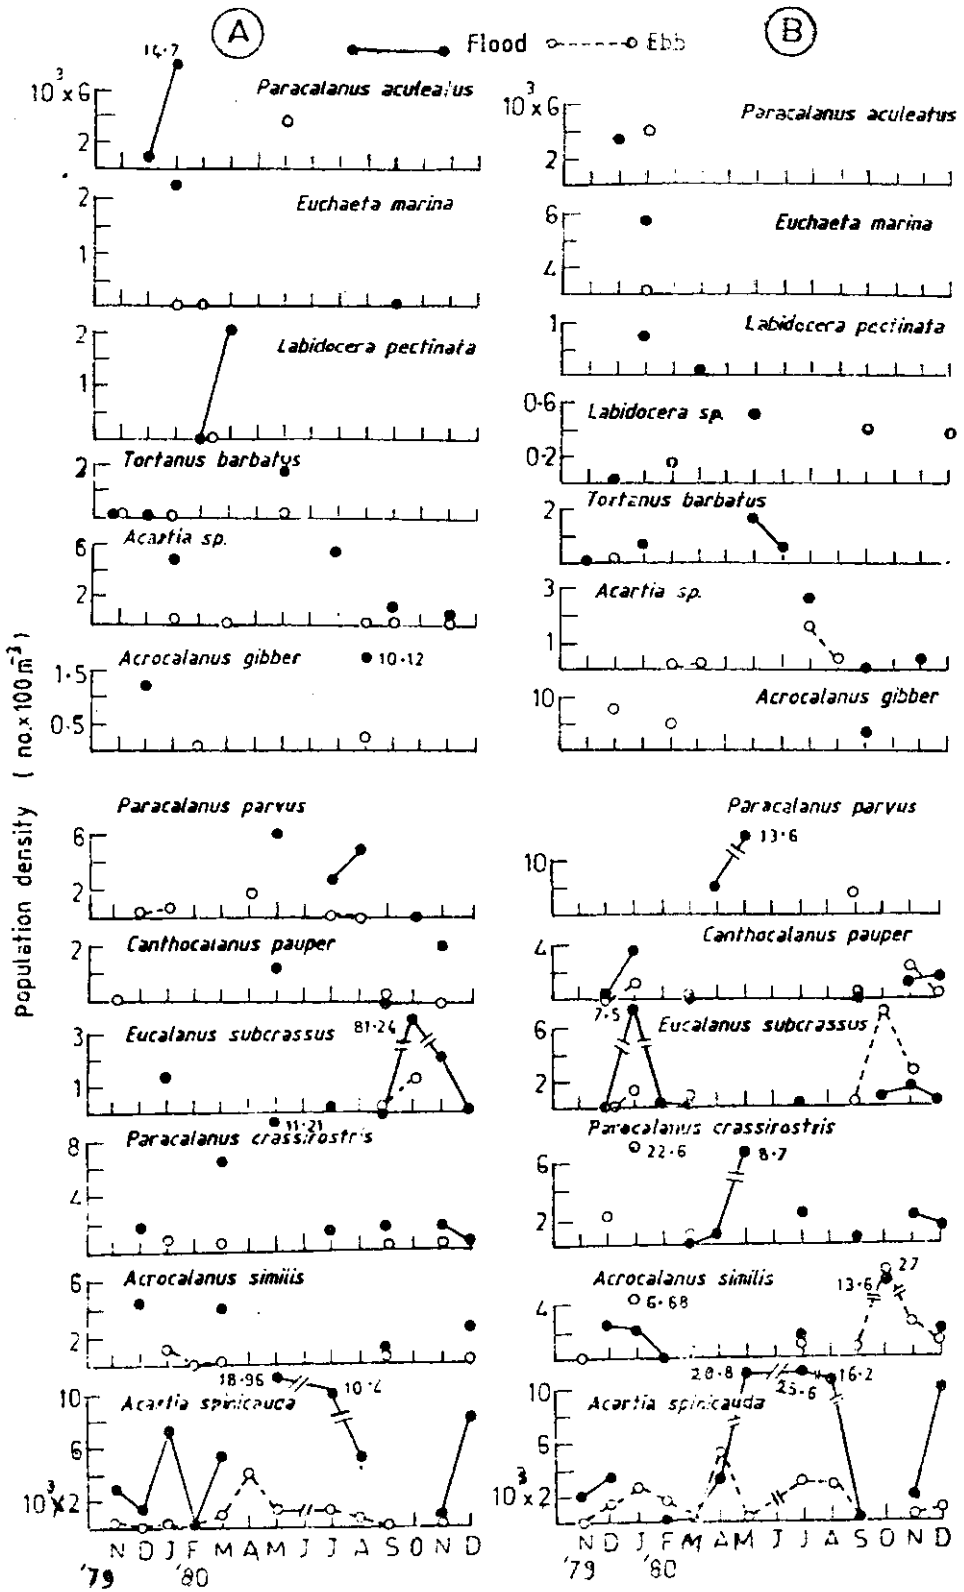 A
B
Flood Ebb
14.7
10³×6
2
Paracalanus aculeatus
2
1
Euchaeta marina
2
1
Labidocera pectinata
2
Tortanus barbatus
6
2
Acartia sp.
1.5
0.5
Acrocalanus gibber
10.12
6
2
Paracalanus parvus
2
Canthocalanus pauper
3
1
Eucalanus subcrassus
81.24
8
4
Paracalanus crassirostris
11.21
6
2
Acrocalanus similis
10
6
10³×2
Acartia spinicauda
18.96
10.4
N D J F M A M J J A S O N D
'79 '80
Population density (no.×100m⁻³)
10³×6
2
Paracalanus aculeatus
6
4
Euchaeta marina
1
Labidocera pectinata
0.6
0.2
Labidocera sp.
2
Tortanus barbatus
3
1
Acartia sp.
10
Acrocalanus gibber
10
Paracalanus parvus
13.6
4
Canthocalanus pauper
7.5
6
2
Eucalanus subcrassus
6
2
Paracalanus crassirostris
22.6
8.7
4
Acrocalanus similis
6.68
13.6
27
10
6
10³×2
Acartia spinicauda
20.8
25.6
16.2
N D J F M A M J J A S O N D
'79 '80